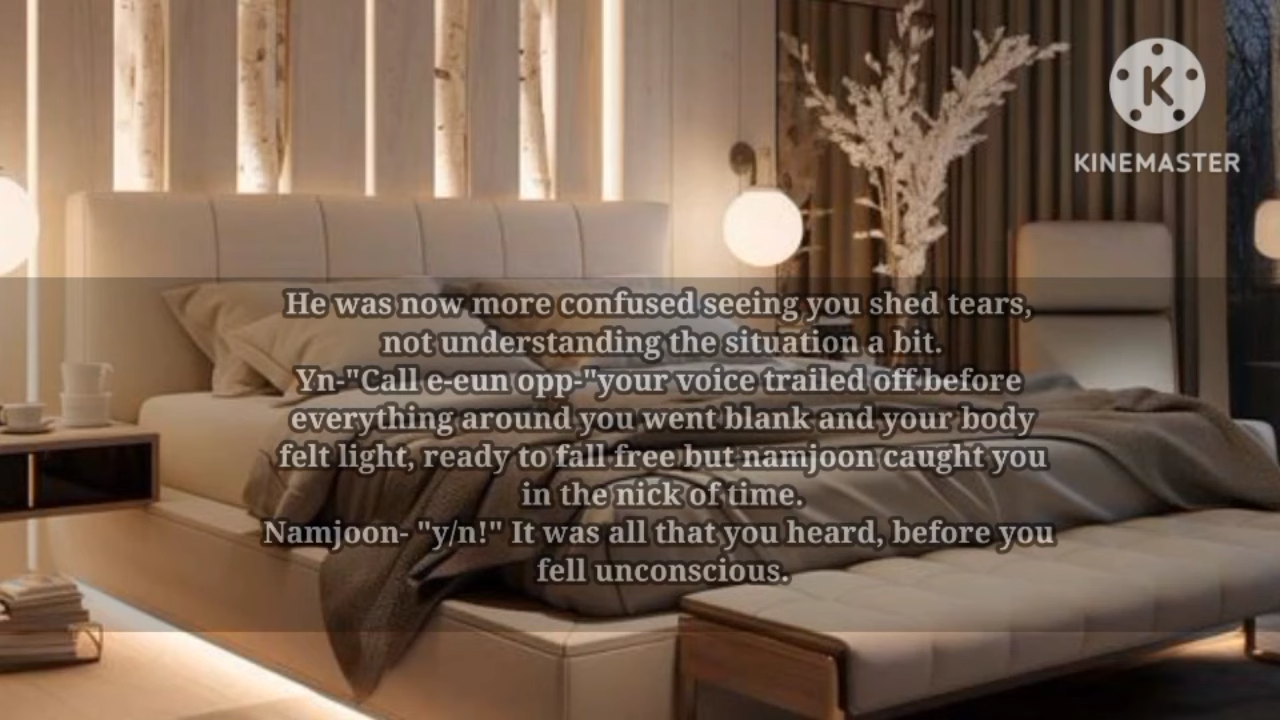 KINEMASTER
He was now more confused seeing you shed tears,
not understanding the situation a bit.
Yn-"Call e-eun opp-"your voice trailed off before
everything around you went blank and your body
felt light, ready to fall free but namjoon caught you
in the nick of time.
Namjoon- "y/n!" It was all that you heard, before you
fell unconscious.